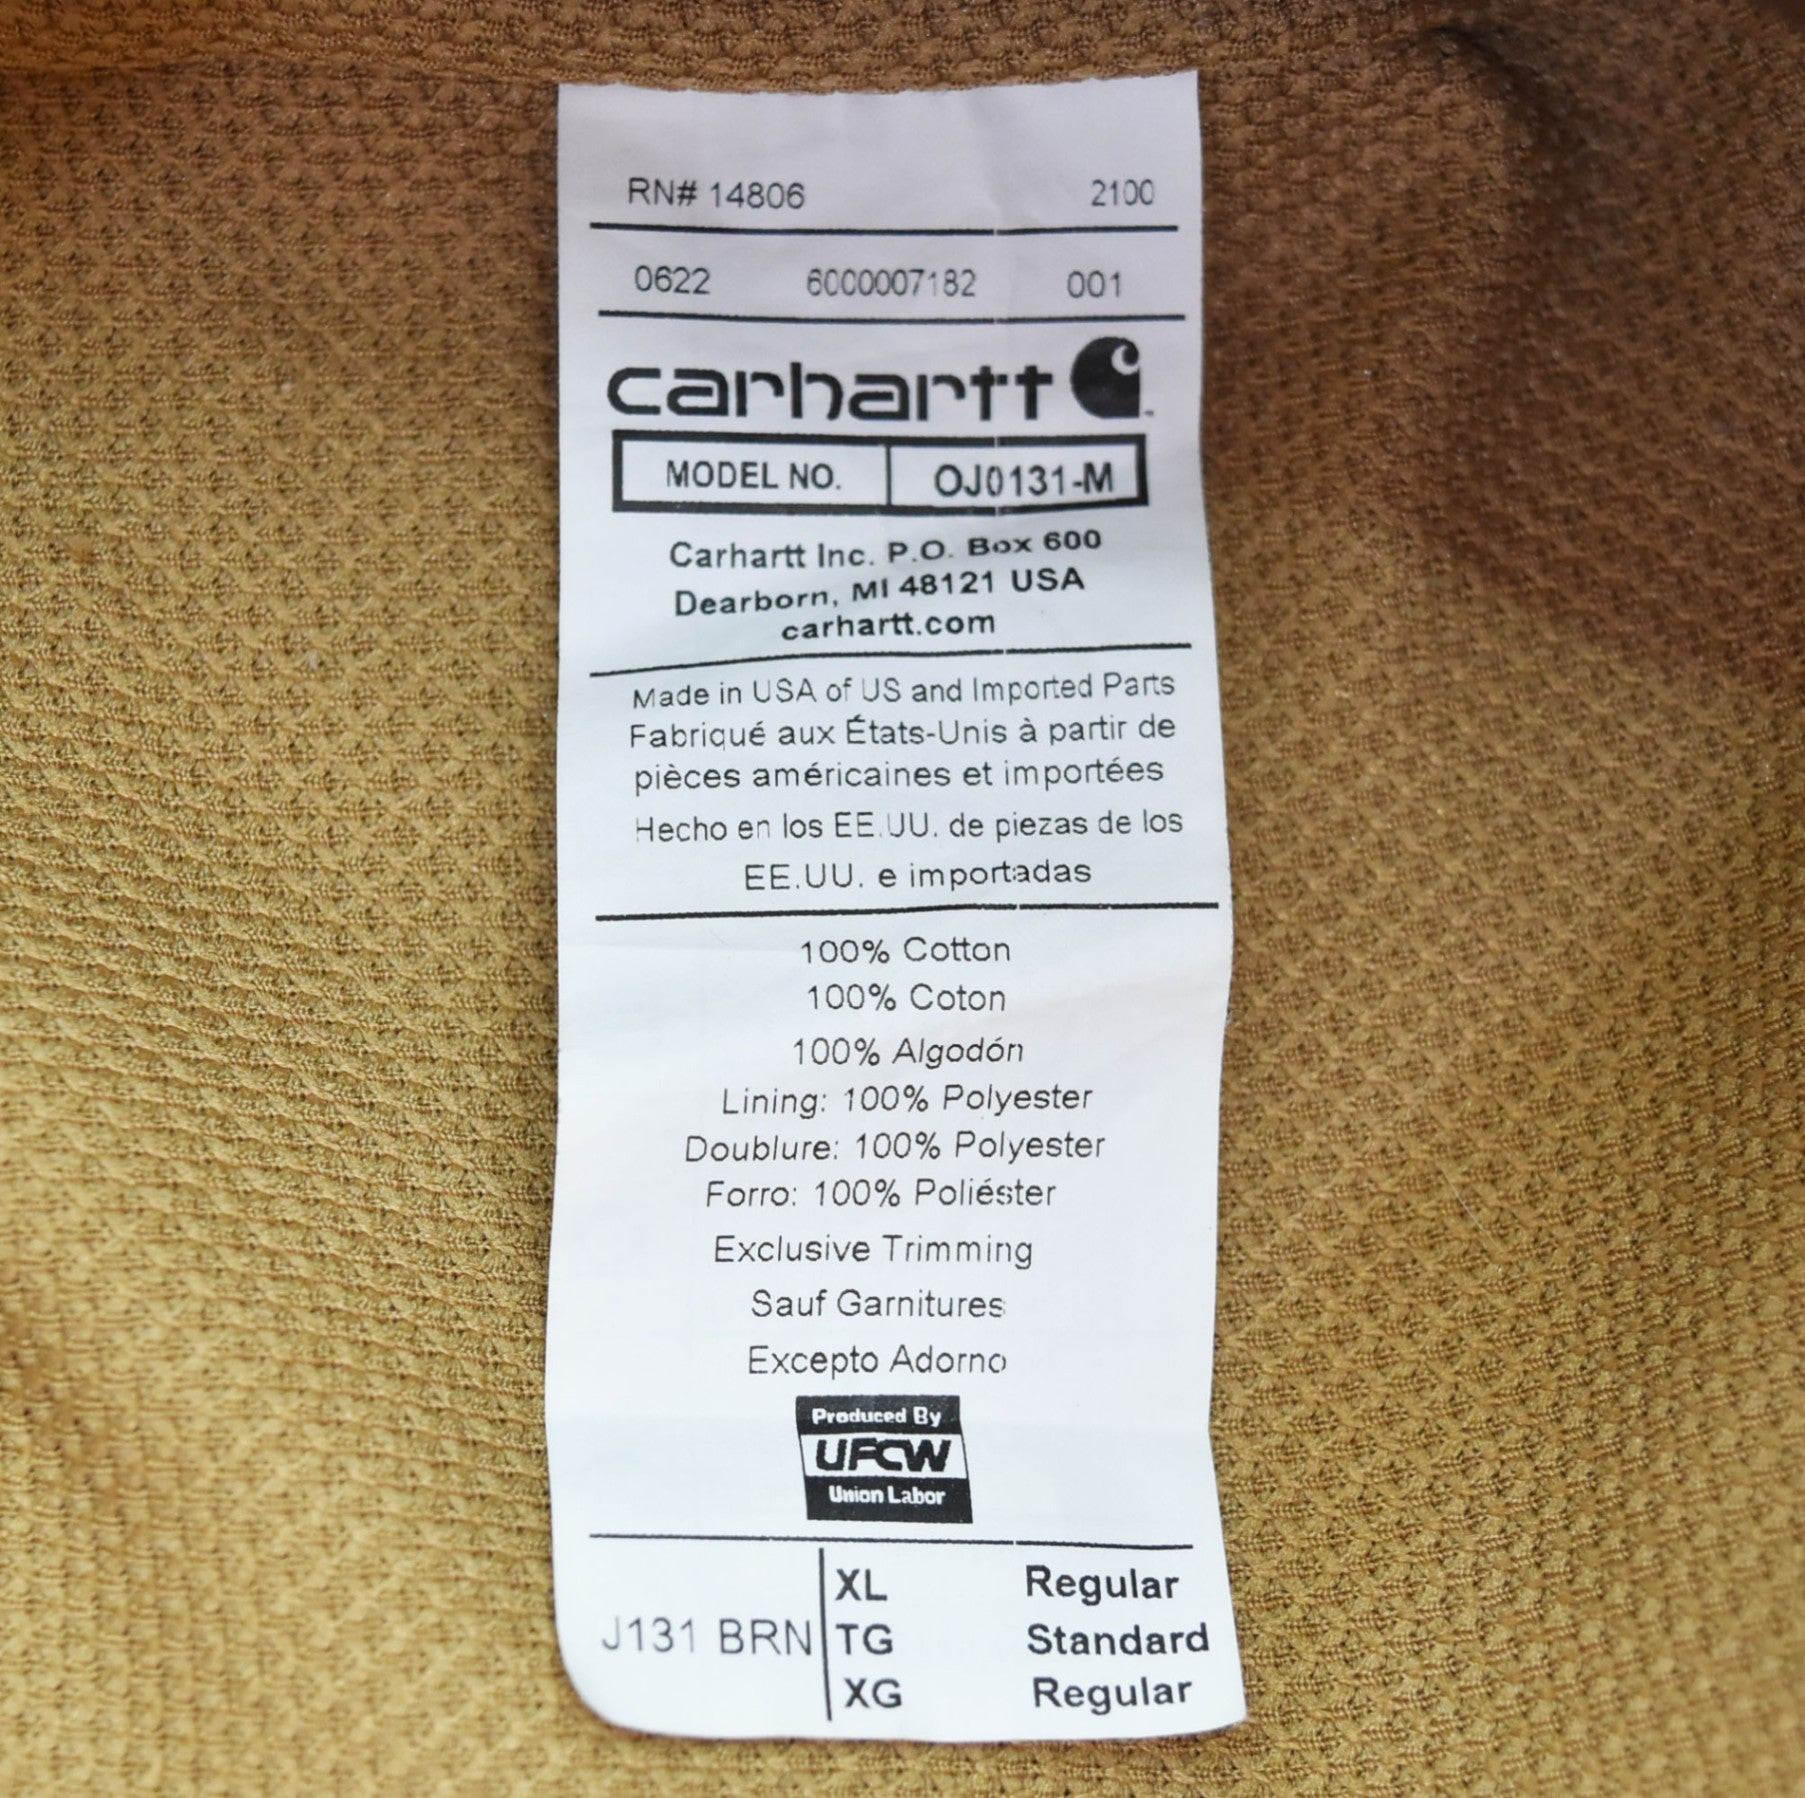 RN# 14806 2100
0622 6000007182 001
carhartt
MODEL NO. OJ0131-M
Carhartt Inc. P.O. Box 600
Dearborn, MI 48121 USA
carhartt.com
Made in USA of US and Imported Parts
Fabriqué aux États-Unis à partir de
pièces américaines et importées
Hecho en los EE.UU. de piezas de los
EE.UU. e importadas
100% Cotton
100% Coton
100% Algodón
Lining: 100% Polyester
Doublure: 100% Polyester
Forro: 100% Poliéster
Exclusive Trimming
Sauf Garnitures
Excepto Adorno
Produced By
UFCW
Union Labor
XL Regular
J131 BRN TG Standard
XG Regular